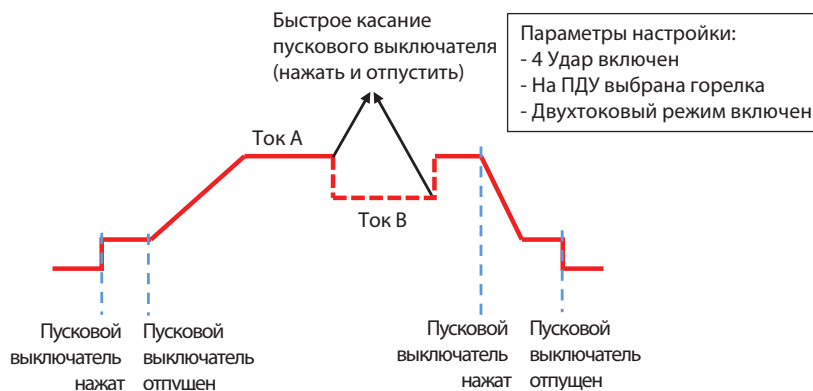 Быстрое касание
пускового выключателя
(нажать и отпустить)
Параметры настройки:
- 4 Удар включен
- На ПДУ выбрана горелка
- Двухтоковый режим включен
Ток А
Ток В
Пусковой
выключатель
нажат
Пусковой
выключатель
отпущен
Пусковой
выключатель
нажат
Пусковой
выключатель
отпущен